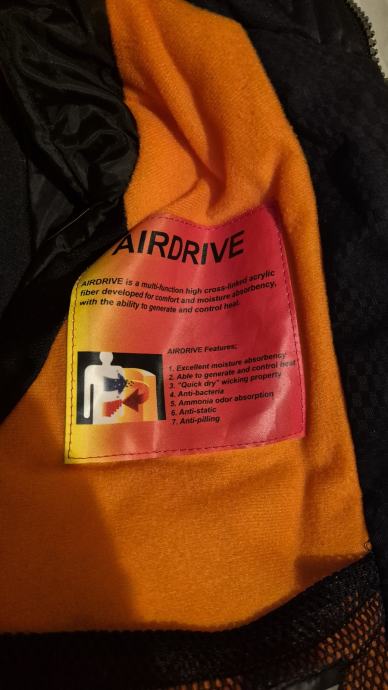 AIRDRIVE
AIRDRIVE is a multi-function high cross-linked acrylic
fiber developed for comfort and moisture absorbency,
with the ability to generate and control heat.
AIRDRIVE Features;
1. Excellent moisture absorbency
2. Able to generate and control heat
3. "Quick dry" wicking property
4. Anti-bacteria
5. Ammonia odor absorption
6. Anti-static
7. Anti-pilling